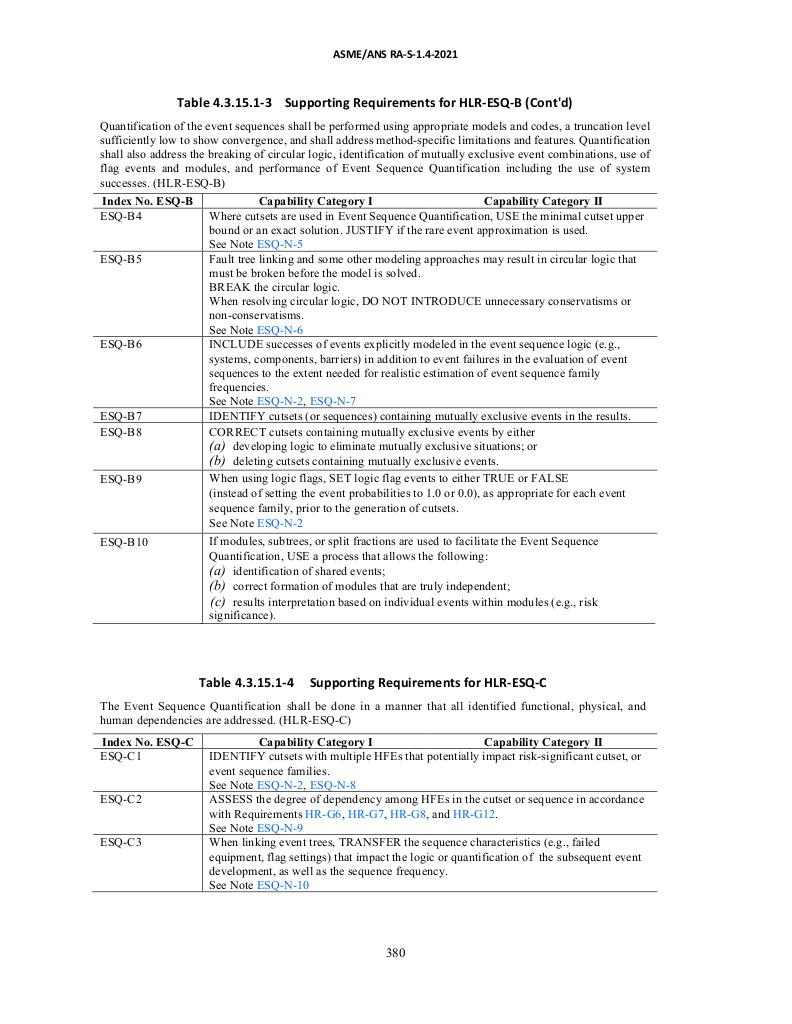 ASME/ANS RA-S-1.4-2021
Table 4.3.15.1-3 Supporting Requirements for HLR-ESQ-B (Cont'd)
Quantification of the event sequences shall be performed using appropriate models and codes, a truncation level
sufficiently low to show convergence, and shall address method-specific limitations and features. Quantification
shall also address the breaking of circular logic, identification of mutually exclusive event combinations, use of
flag events and modules, and performance of Event Sequence Quantification including the use of system
successes. (HLR-ESQ-B)
Index No. ESQ-B Capability Category I Capability Category II
ESQ-B4 Where cutsets are used in Event Sequence Quantification, USE the minimal cutset upper
bound or an exact solution. JUSTIFY if the rare event approximation is used.
See Note ESQ-N-5
ESQ-B5 Fault tree linking and some other modeling approaches may result in circular logic that
must be broken before the model is solved.
BREAK the circular logic.
When resolving circular logic, DO NOT INTRODUCE unnecessary conservatisms or
non-conservatisms.
See Note ESQ-N-6
ESQ-B6 INCLUDE successes of events explicitly modeled in the event sequence logic (e.g.,
systems, components, barriers) in addition to event failures in the evaluation of event
sequences to the extent needed for realistic estimation of event sequence family
frequencies.
See Note ESQ-N-2, ESQ-N-7
ESQ-B7 IDENTIFY cutsets (or sequences) containing mutually exclusive events in the results.
ESQ-B8 CORRECT cutsets containing mutually exclusive events by either
(a) developing logic to eliminate mutually exclusive situations; or
(b) deleting cutsets containing mutually exclusive events.
ESQ-B9 When using logic flags, SET logic flag events to either TRUE or FALSE
(instead of setting the event probabilities to 1.0 or 0.0), as appropriate for each event
sequence family, prior to the generation of cutsets.
See Note ESQ-N-2
ESQ-B10 If modules, subtrees, or split fractions are used to facilitate the Event Sequence
Quantification, USE a process that allows the following:
(a) identification of shared events;
(b) correct formation of modules that are truly independent;
(c) results interpretation based on individual events within modules (e.g., risk
significance).
Table 4.3.15.1-4 Supporting Requirements for HLR-ESQ-C
The Event Sequence Quantification shall be done in a manner that all identified functional, physical, and
human dependencies are addressed. (HLR-ESQ-C)
Index No. ESQ-C Capability Category I Capability Category II
ESQ-C1 IDENTIFY cutsets with multiple HFEs that potentially impact risk-significant cutset, or
event sequence families.
See Note ESQ-N-2, ESQ-N-8
ESQ-C2 ASSESS the degree of dependency among HFEs in the cutset or sequence in accordance
with Requirements HR-G6, HR-G7, HR-G8, and HR-G12.
See Note ESQ-N-9
ESQ-C3 When linking event trees, TRANSFER the sequence characteristics (e.g., failed
equipment, flag settings) that impact the logic or quantification of the subsequent event
development, as well as the sequence frequency.
See Note ESQ-N-10
380